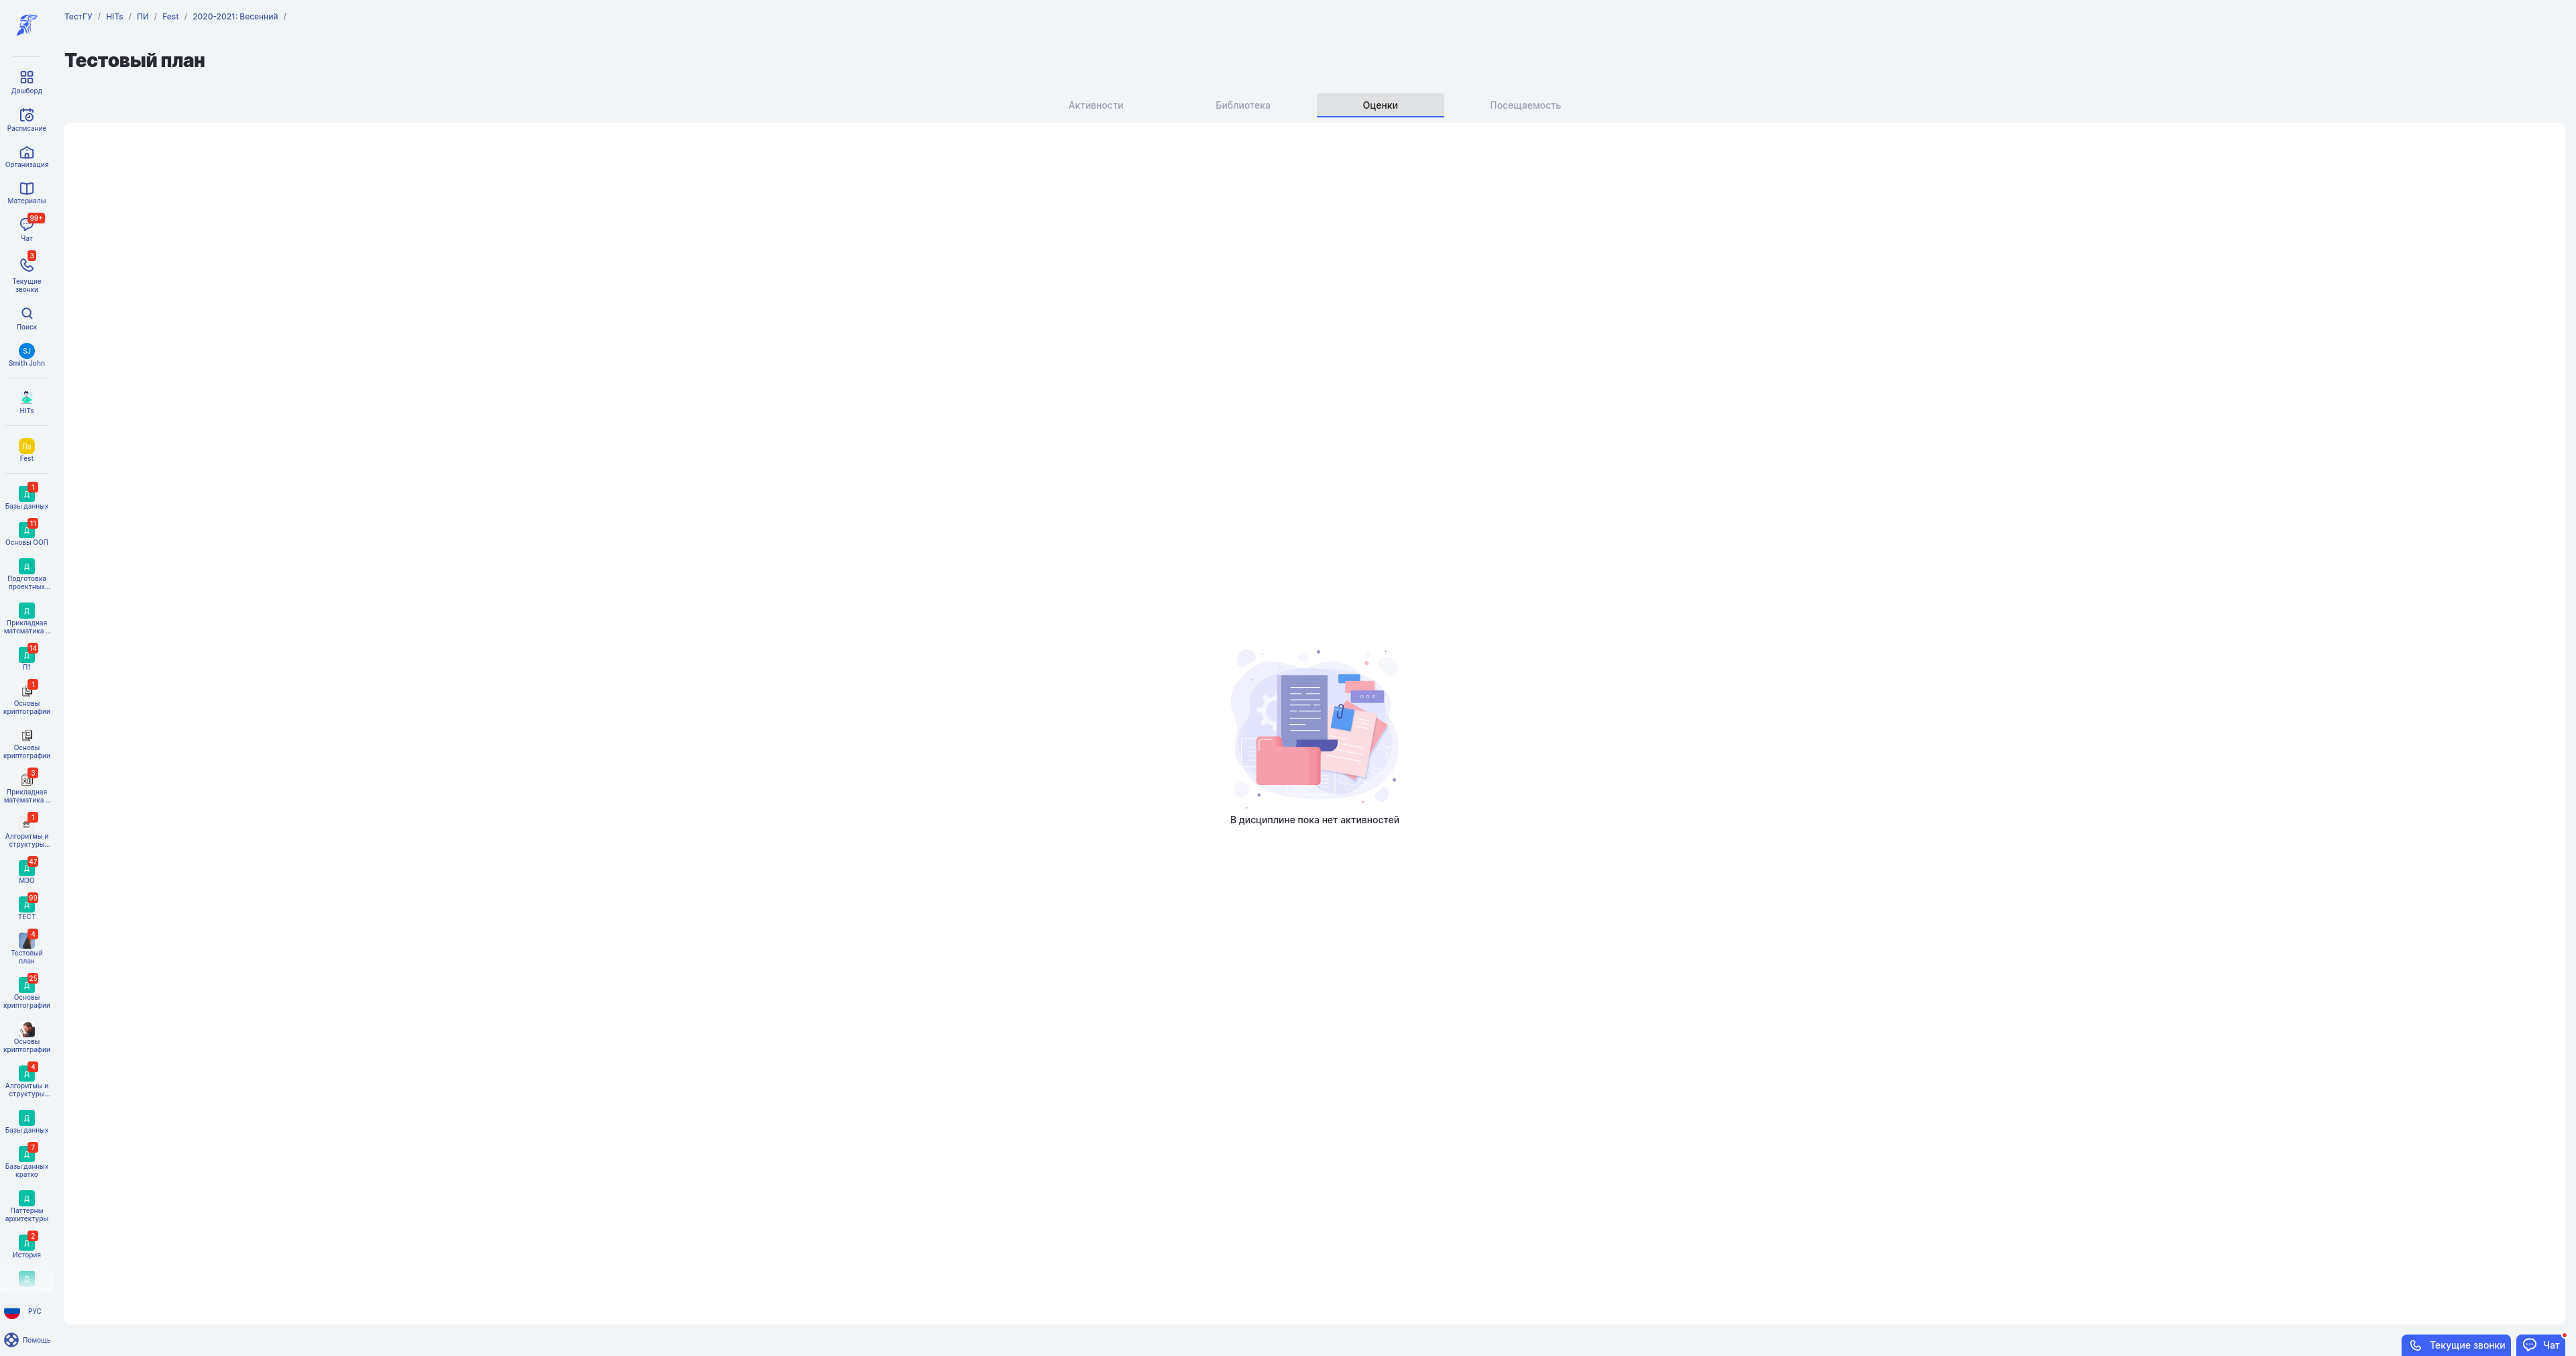 ТестГУ / HITs / ПИ / Fest / 2020-2021: Весенний /
Тестовый план
Активности
Библиотека
Оценки
Посещаемость
Дашборд
Расписание
Организация
Материалы
99+
Чат
3
Текущие
звонки
Поиск
SJ
Smith John
HITs
По
Fest
1
Д
Базы данных
11
Д
Основы ООП
Д
Подготовка
проектных...
Д
Прикладная
математика ...
14
Д
П1
1
Основы
криптографии
Основы
криптографии
3
Прикладная
математика ...
1
Алгоритмы и
структуры...
47
Д
МЭО
99
Д
ТЕСТ
4
Тестовый
план
25
Д
Основы
криптографии
Основы
криптографии
4
Д
Алгоритмы и
структуры...
Д
Базы данных
7
Д
Базы данных
кратко
Д
Паттерны
архитектуры
2
Д
История
Д
РУС
Помощь
В дисциплине пока нет активностей
Текущие звонки
Чат